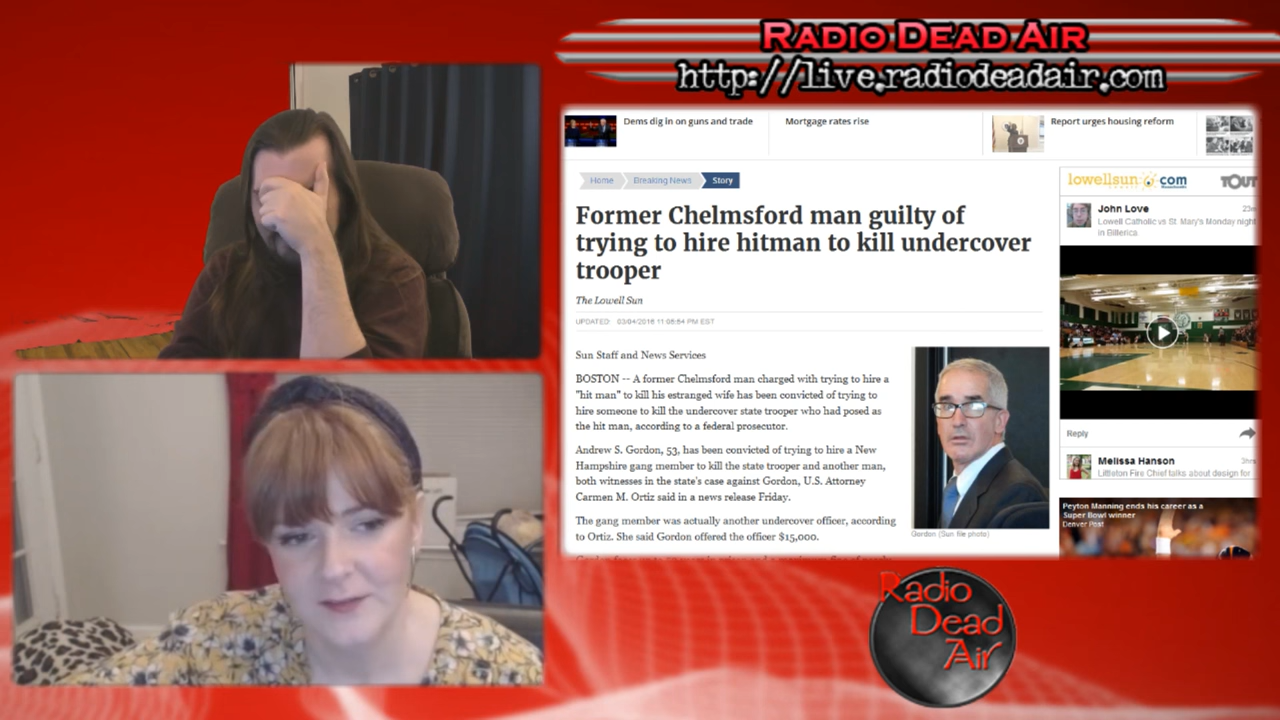 RADIO DEAD AIR
http://live.radiodeadair.com
Dems dig in on guns and trade
Mortgage rates rise
Report urges housing reform
Home
Breaking News
Story
Former Chelmsford man guilty of
trying to hire hitman to kill undercover
trooper
The Lowell Sun
UPDATED: 03/04/2016 11:08:54 PM EST
Sun Staff and News Services
BOSTON -- A former Chelmsford man charged with trying to hire a
"hit man" to kill his estranged wife has been convicted of trying to
hire someone to kill the undercover state trooper who had posed as
the hit man, according to a federal prosecutor.
Andrew S. Gordon, 53, has been convicted of trying to hire a New
Hampshire gang member to kill the state trooper and another man,
both witnesses in the state's case against Gordon, U.S. Attorney
Carmen M. Ortiz said in a news release Friday.
The gang member was actually another undercover officer, according
to Ortiz. She said Gordon offered the officer $15,000.
Gordon (Sun file photo)
lowellsun.com
TOUT
John Love
23m
Lowell Catholic vs St. Mary's Monday night
in Billerica
Reply
Melissa Hanson
3hrs
Littleton Fire Chief talks about design for
Peyton Manning ends his career as a
Super Bowl winner
Denver Post
Radio
Dead
Air